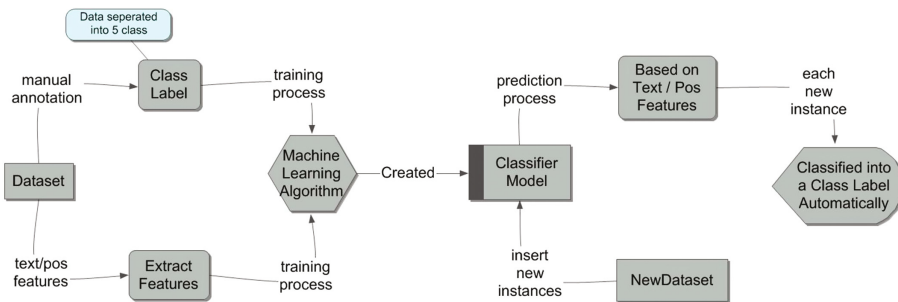 Data seperated
into 5 class
manual
annotation
Class
Label
training
process
Dataset
text/pos
features
Extract
Features
training
process
Machine
Learning
Algorithm
Created
Classifier
Model
prediction
process
Based on
Text / Pos
Features
each
new
instance
Classified into
a Class Label
Automatically
insert
new
instances
NewDataset